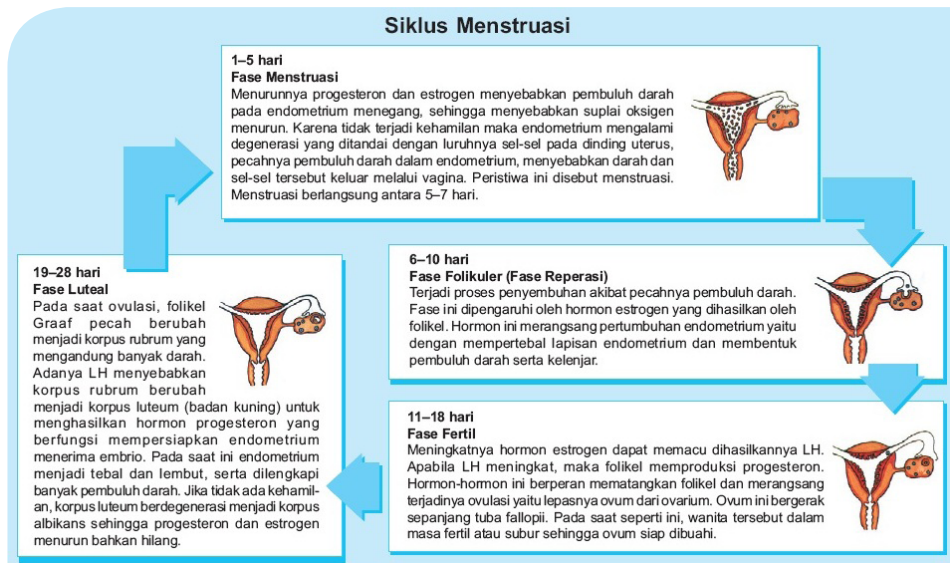 Siklus Menstruasi
1–5 hari
Fase Menstruasi
Menurunnya progesteron dan estrogen menyebabkan pembuluh darah
pada endometrium menegang, sehingga menyebabkan suplai oksigen
menurun. Karena tidak terjadi kehamilan maka endometrium mengalami
degenerasi yang ditandai dengan luruhnya sel-sel pada dinding uterus,
pecahnya pembuluh darah dalam endometrium, menyebabkan darah dan
sel-sel tersebut keluar melalui vagina. Peristiwa ini disebut menstruasi.
Menstruasi berlangsung antara 5–7 hari.
6–10 hari
Fase Folikuler (Fase Reperasi)
Terjadi proses penyembuhan akibat pecahnya pembuluh darah.
Fase ini dipengaruhi oleh hormon estrogen yang dihasilkan oleh
folikel. Hormon ini merangsang pertumbuhan endometrium yaitu
dengan mempertebal lapisan endometrium dan membentuk
pembuluh darah serta kelenjar.
11–18 hari
Fase Fertil
Meningkatnya hormon estrogen dapat memacu dihasilkannya LH.
Apabila LH meningkat, maka folikel memproduksi progesteron.
Hormon-hormon ini berperan mematangkan folikel dan merangsang
terjadinya ovulasi yaitu lepasnya ovum dari ovarium. Ovum ini bergerak
sepanjang tuba fallopii. Pada saat seperti ini, wanita tersebut dalam
masa fertil atau subur sehingga ovum siap dibuahi.
19–28 hari
Fase Luteal
Pada saat ovulasi, folikel
Graaf pecah berubah
menjadi korpus rubrum yang
mengandung banyak darah.
Adanya LH menyebabkan
korpus rubrum berubah
menjadi korpus luteum (badan kuning) untuk
menghasilkan hormon progesteron yang
berfungsi mempersiapkan endometrium
menerima embrio. Pada saat ini endometrium
menjadi tebal dan lembut, serta dilengkapi
banyak pembuluh darah. Jika tidak ada kehamil-
an, korpus luteum berdegenerasi menjadi korpus
albikans sehingga progesteron dan estrogen
menurun bahkan hilang.